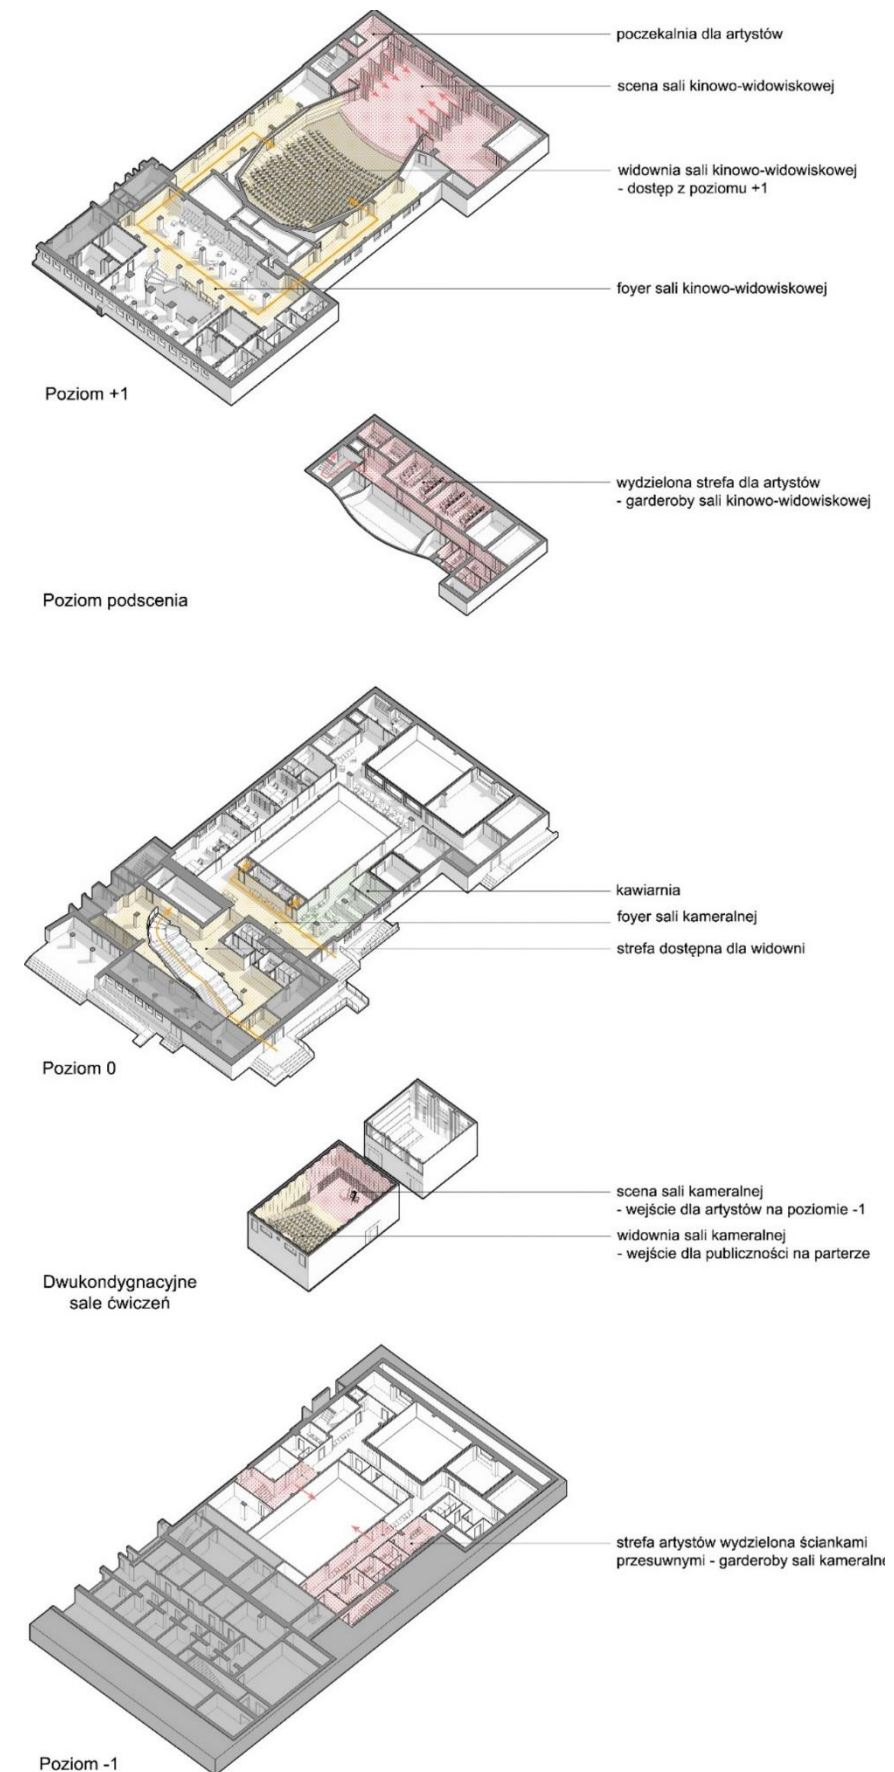 poczekalnia dla artystów
scena sali kinowo-widowiskowej
widownia sali kinowo-widowiskowej
- dostęp z poziomu +1
foyer sali kinowo-widowiskowej
Poziom +1
wydzielona strefa dla artystów
- garderoby sali kinowo-widowiskowej
Poziom podscenia
kawiarnia
foyer sali kameralnej
strefa dostępna dla widowni
Poziom 0
scena sali kameralnej
- wejście dla artystów na poziomie -1
widownia sali kameralnej
- wejście dla publiczności na parterze
Dwukondygnacyjne
sale ćwiczeń
strefa artystów wydzielona ściankami
przesuwnymi - garderoby sali kameralne
Poziom -1